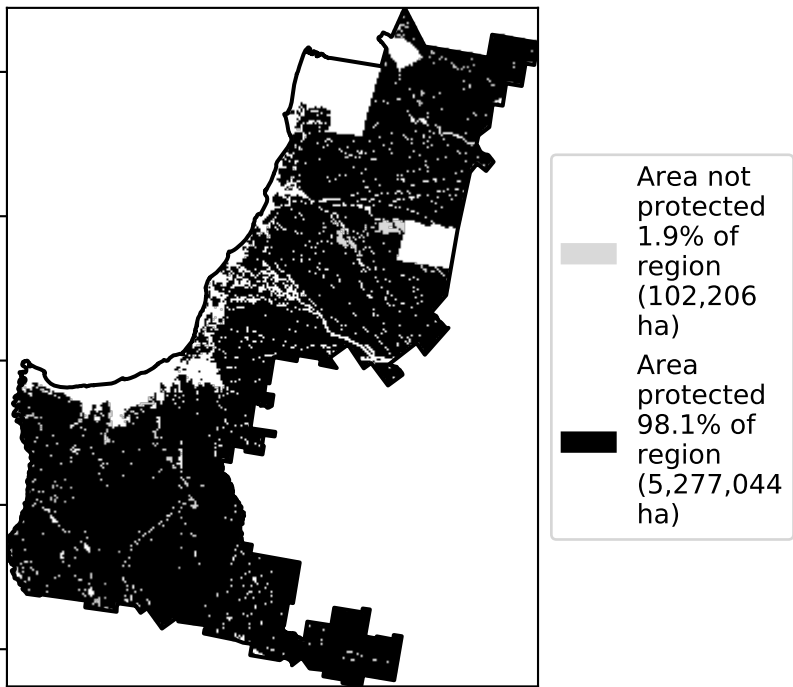 Area not
protected
1.9% of
region
(102,206
ha)
Area
protected
98.1% of
region
(5,277,044
ha)